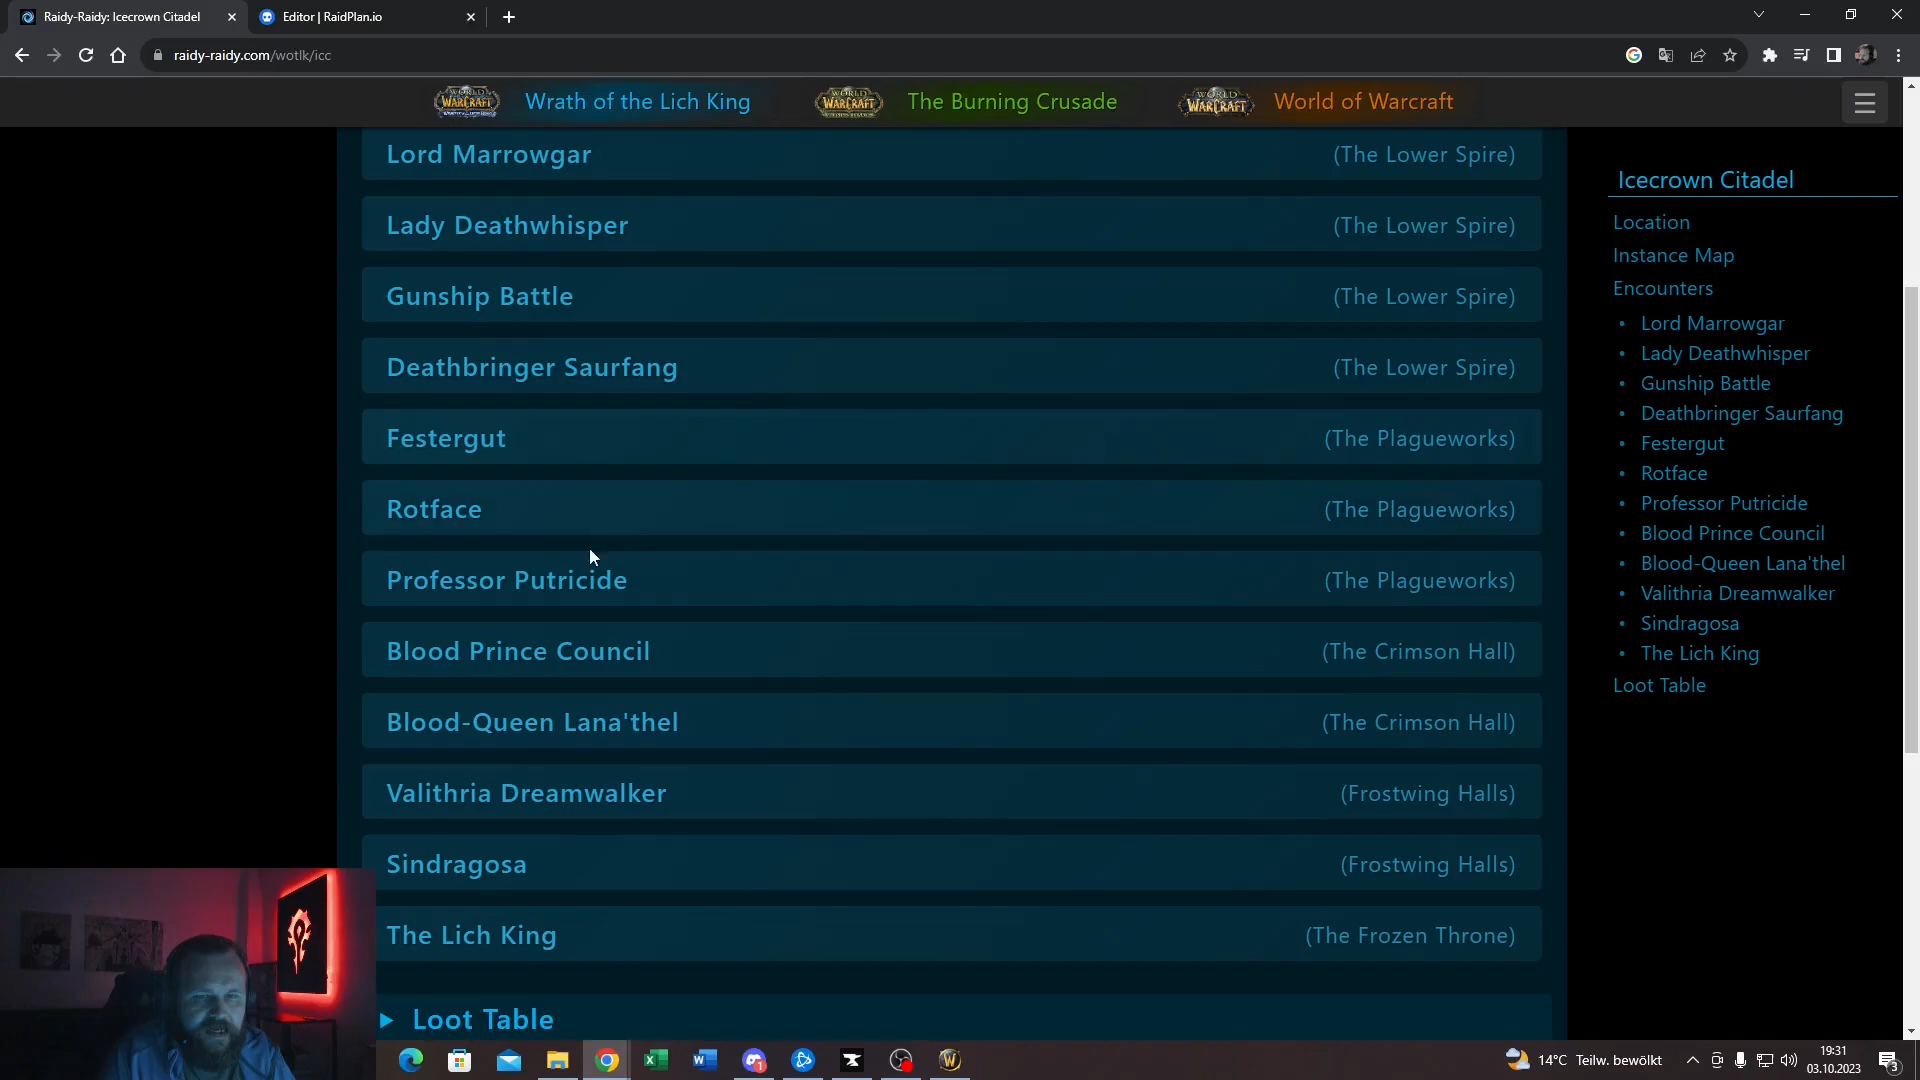 Raidy-Raidy: Icecrown Citadel
Editor | RaidPlan.io
raidy-raidy.com/wotlk/icc
Wrath of the Lich King
The Burning Crusade
World of Warcraft
Lord Marrowgar (The Lower Spire)
Lady Deathwhisper (The Lower Spire)
Gunship Battle (The Lower Spire)
Deathbringer Saurfang (The Lower Spire)
Festergut (The Plagueworks)
Rotface (The Plagueworks)
Professor Putricide (The Plagueworks)
Blood Prince Council (The Crimson Hall)
Blood-Queen Lana'thel (The Crimson Hall)
Valithria Dreamwalker (Frostwing Halls)
Sindragosa (Frostwing Halls)
The Lich King (The Frozen Throne)
Loot Table
Icecrown Citadel
Location
Instance Map
Encounters
• Lord Marrowgar
• Lady Deathwhisper
• Gunship Battle
• Deathbringer Saurfang
• Festergut
• Rotface
• Professor Putricide
• Blood Prince Council
• Blood-Queen Lana'thel
• Valithria Dreamwalker
• Sindragosa
• The Lich King
Loot Table
14°C Teilw. bewölkt
19:31
03.10.2023
3